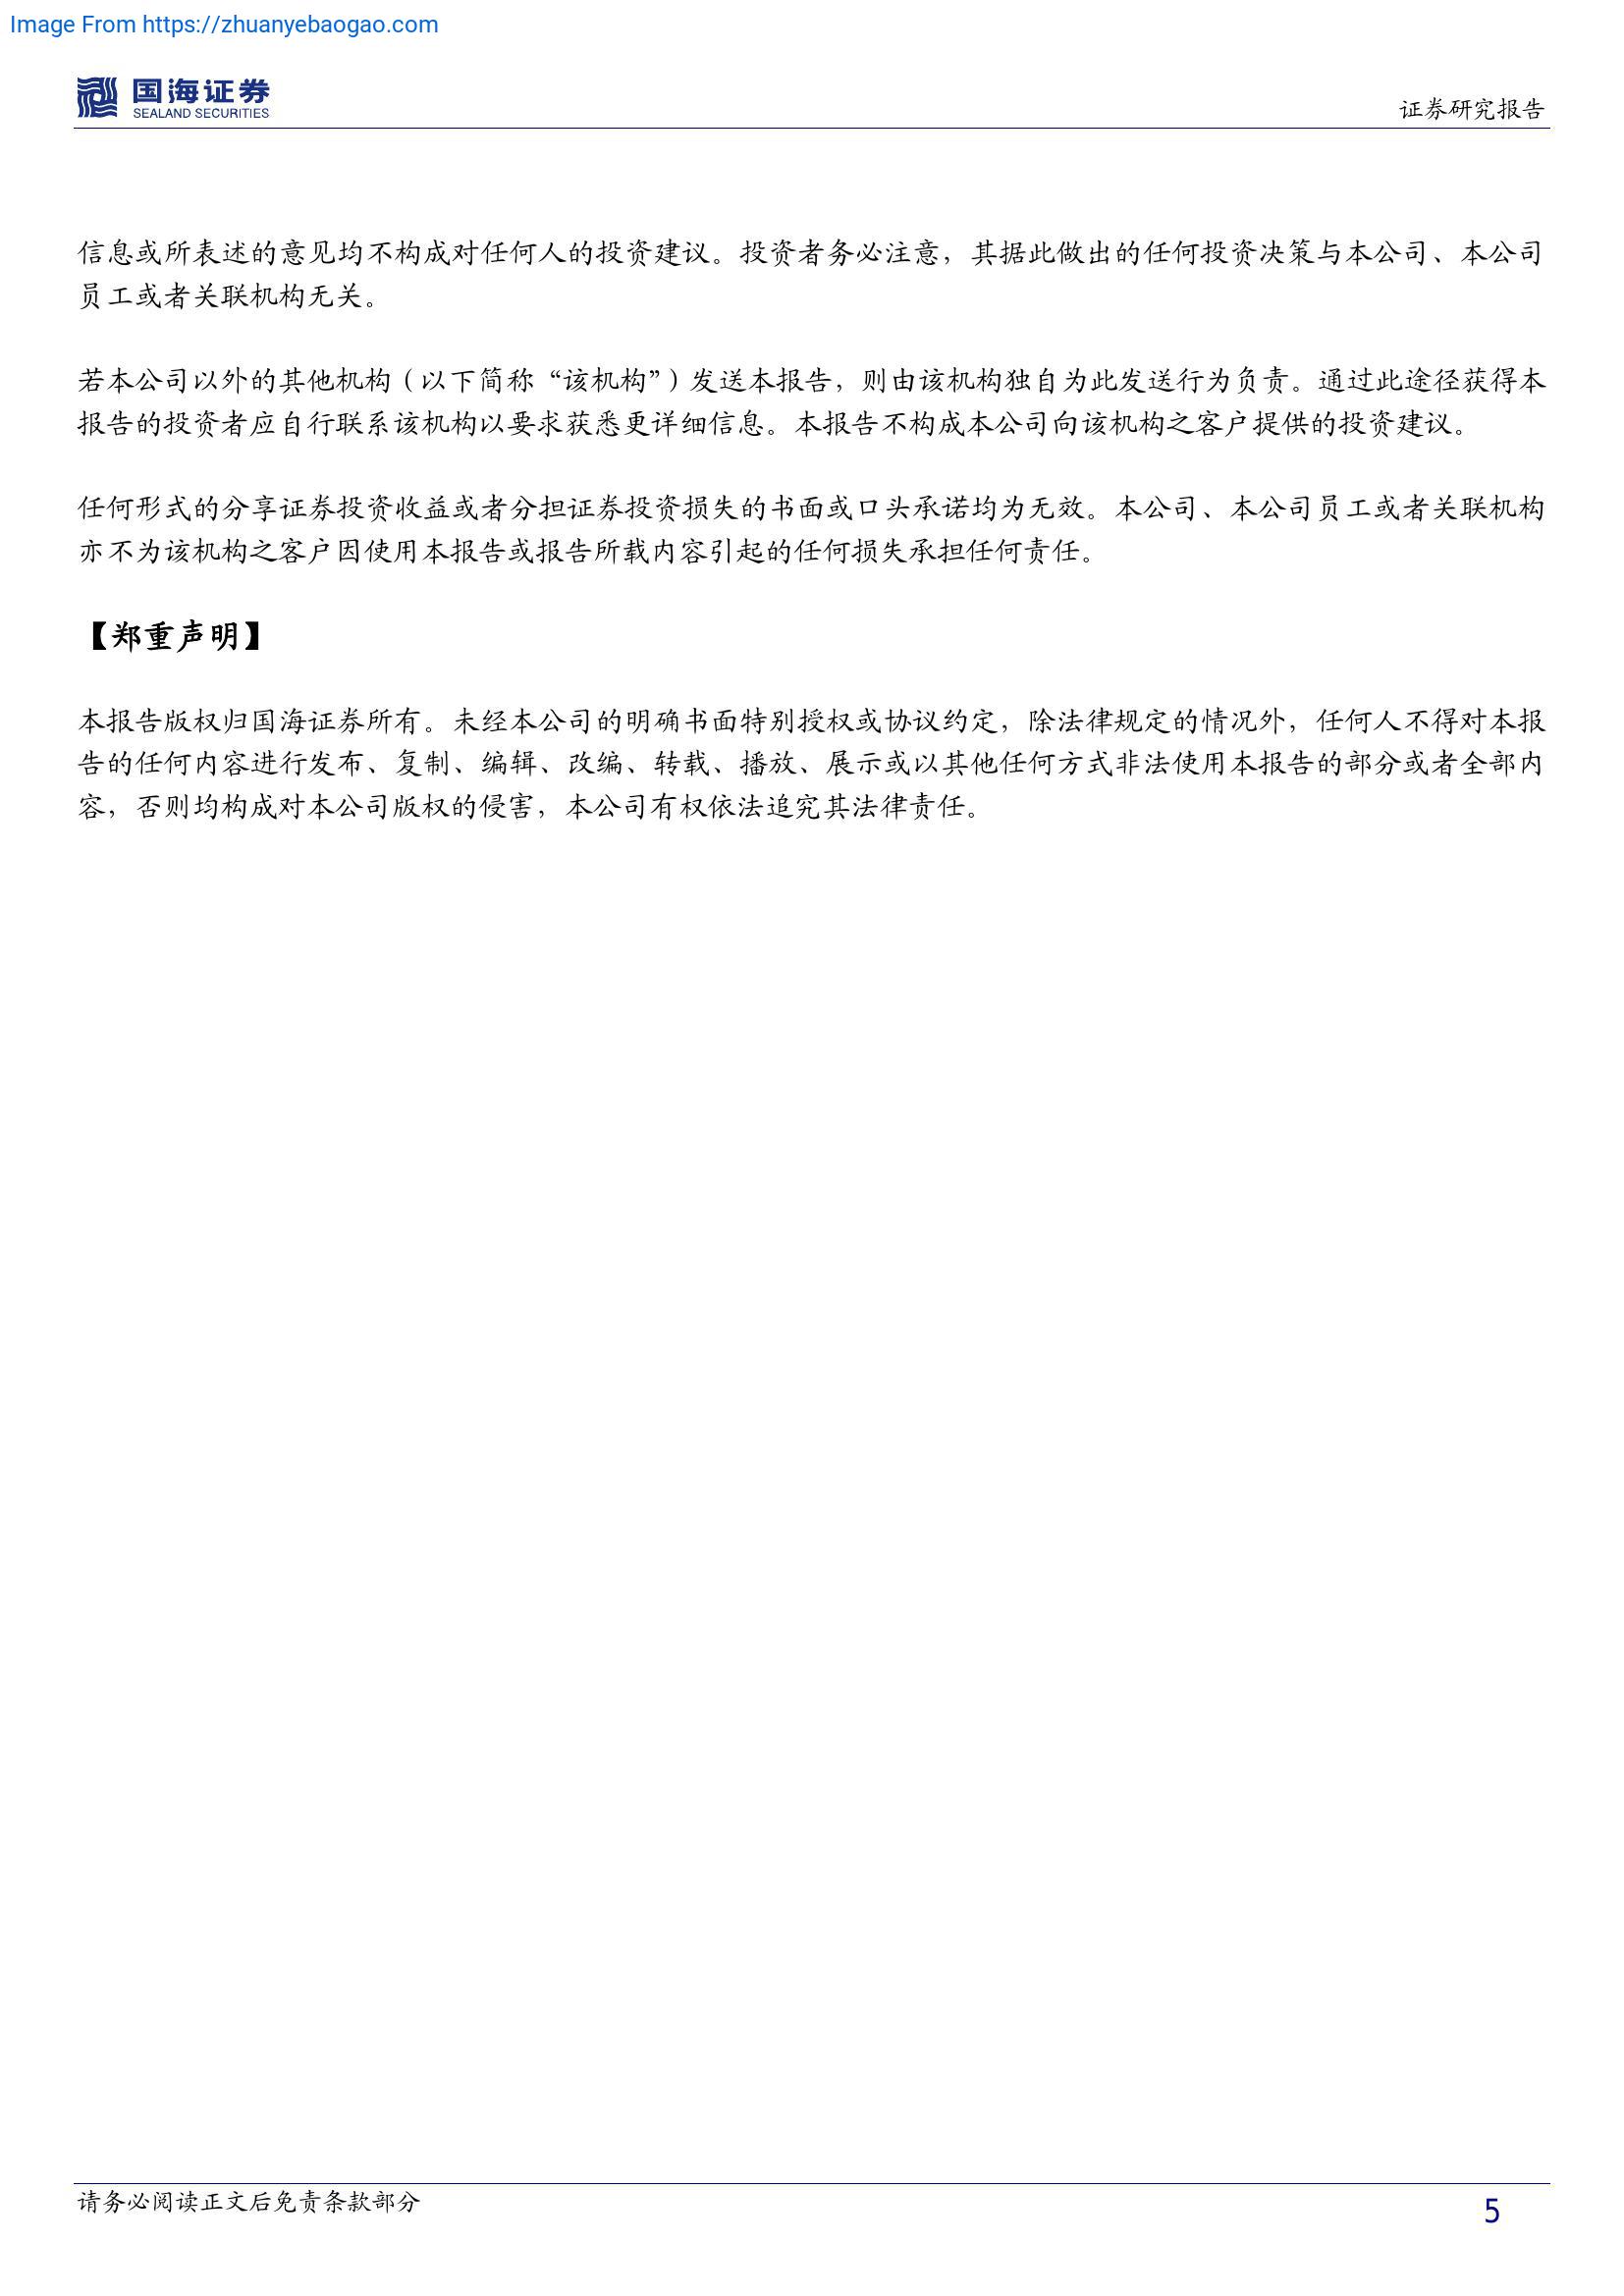 Image From https://zhuanyebaogao.com
国海证券
SEALAND SECURITIES
证券研究报告
信息或所表述的意见均不构成对任何人的投资建议。投资者务必注意，其据此做出的任何投资决策与本公司、本公司
员工或者关联机构无关。
若本公司以外的其他机构（以下简称“该机构”）发送本报告，则由该机构独自为此发送行为负责。通过此途径获得本
报告的投资者应自行联系该机构以要求获悉更详细信息。本报告不构成本公司向该机构之客户提供的投资建议。
任何形式的分享证券投资收益或者分担证券投资损失的书面或口头承诺均为无效。本公司、本公司员工或者关联机构
亦不为该机构之客户因使用本报告或报告所载内容引起的任何损失承担任何责任。
【郑重声明】
本报告版权归国海证券所有。未经本公司的明确书面特别授权或协议约定，除法律规定的情况外，任何人不得对本报
告的任何内容进行发布、复制、编辑、改编、转载、播放、展示或以其他任何方式非法使用本报告的部分或者全部内
容，否则均构成对本公司版权的侵害，本公司有权依法追究其法律责任。
请务必阅读正文后免责条款部分
5